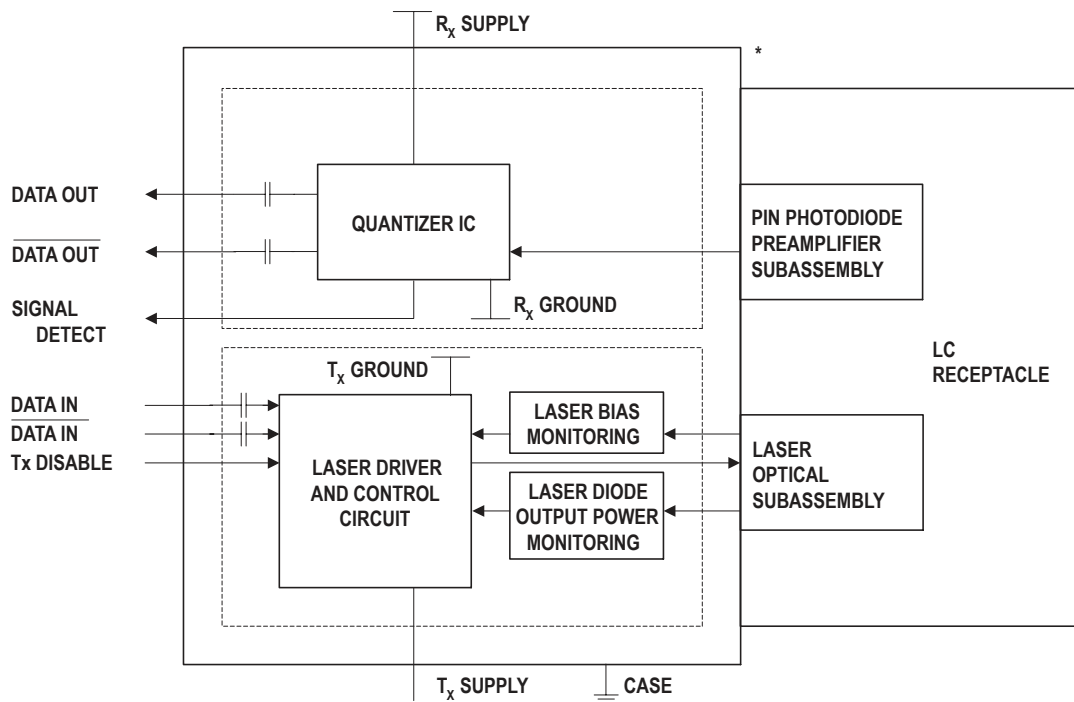 Rₓ SUPPLY
*
DATA OUT
QUANTIZER IC
PIN PHOTODIODE
PREAMPLIFIER
SUBASSEMBLY
DATA OUT
SIGNAL
DETECT
Rₓ GROUND
LC
RECEPTACLE
Tₓ GROUND
DATA IN
DATA IN
Tx DISABLE
LASER DRIVER
AND CONTROL
CIRCUIT
LASER BIAS
MONITORING
LASER DIODE
OUTPUT POWER
MONITORING
LASER
OPTICAL
SUBASSEMBLY
Tₓ SUPPLY
CASE